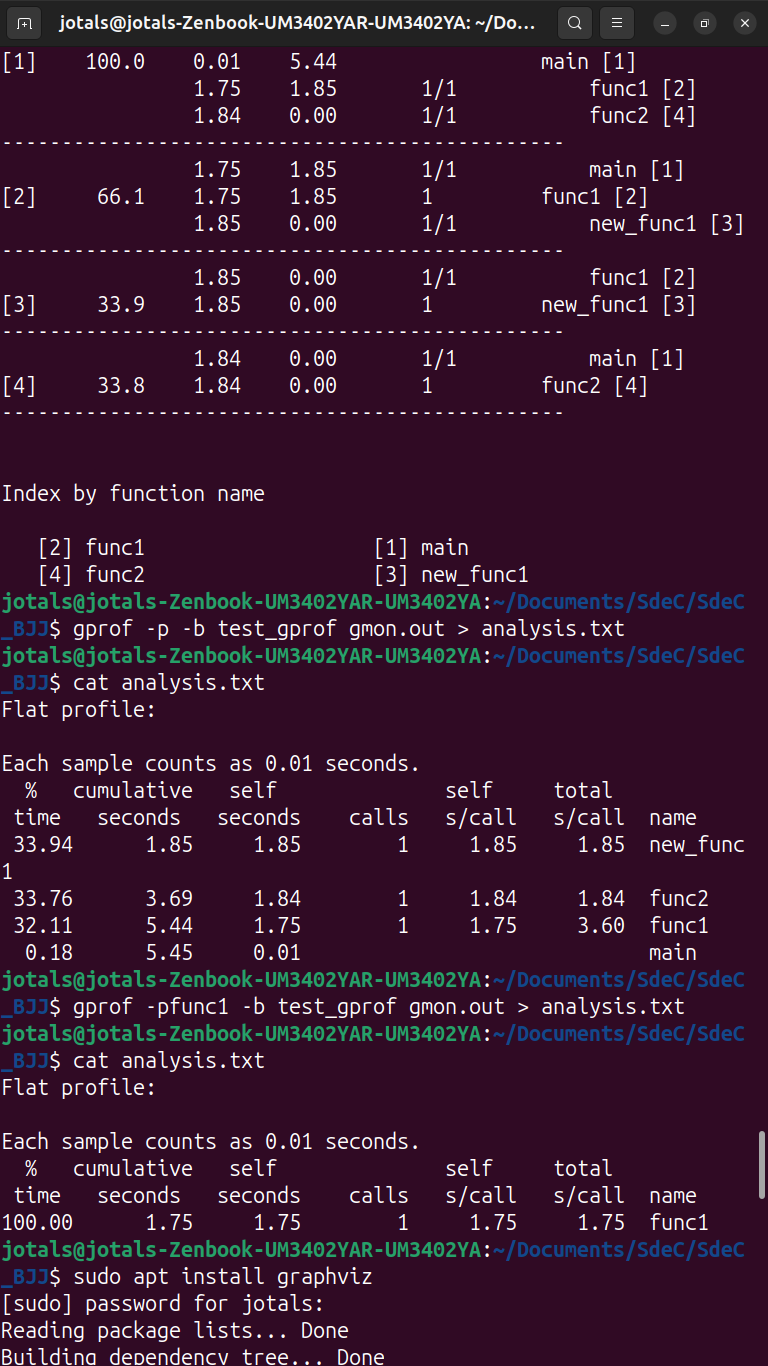 jotals@jotals-Zenbook-UM3402YAR-UM3402YA: ~/Do...
[1]    100.0    0.01    5.44                 main [1]
                1.75    1.85       1/1           func1 [2]
                1.84    0.00       1/1           func2 [4]
-----------------------------------------------
                1.75    1.85       1/1           main [1]
[2]     66.1    1.75    1.85       1         func1 [2]
                1.85    0.00       1/1           new_func1 [3]
-----------------------------------------------
                1.85    0.00       1/1           func1 [2]
[3]     33.9    1.85    0.00       1         new_func1 [3]
-----------------------------------------------
                1.84    0.00       1/1           main [1]
[4]     33.8    1.84    0.00       1         func2 [4]
-----------------------------------------------
Index by function name
   [2] func1                   [1] main
   [4] func2                   [3] new_func1
jotals@jotals-Zenbook-UM3402YAR-UM3402YA:~/Documents/SdeC/SdeC
_BJJ$ gprof -p -b test_gprof gmon.out > analysis.txt
jotals@jotals-Zenbook-UM3402YAR-UM3402YA:~/Documents/SdeC/SdeC
_BJJ$ cat analysis.txt
Flat profile:
Each sample counts as 0.01 seconds.
  %   cumulative   self              self     total
 time   seconds   seconds    calls   s/call   s/call  name
 33.94      1.85     1.85        1     1.85     1.85  new_func
1
 33.76      3.69     1.84        1     1.84     1.84  func2
 32.11      5.44     1.75        1     1.75     3.60  func1
  0.18      5.45     0.01                             main
jotals@jotals-Zenbook-UM3402YAR-UM3402YA:~/Documents/SdeC/SdeC
_BJJ$ gprof -pfunc1 -b test_gprof gmon.out > analysis.txt
jotals@jotals-Zenbook-UM3402YAR-UM3402YA:~/Documents/SdeC/SdeC
_BJJ$ cat analysis.txt
Flat profile:
Each sample counts as 0.01 seconds.
  %   cumulative   self              self     total
 time   seconds   seconds    calls   s/call   s/call  name
100.00      1.75     1.75        1     1.75     1.75  func1
jotals@jotals-Zenbook-UM3402YAR-UM3402YA:~/Documents/SdeC/SdeC
_BJJ$ sudo apt install graphviz
[sudo] password for jotals:
Reading package lists... Done
Building dependency tree... Done